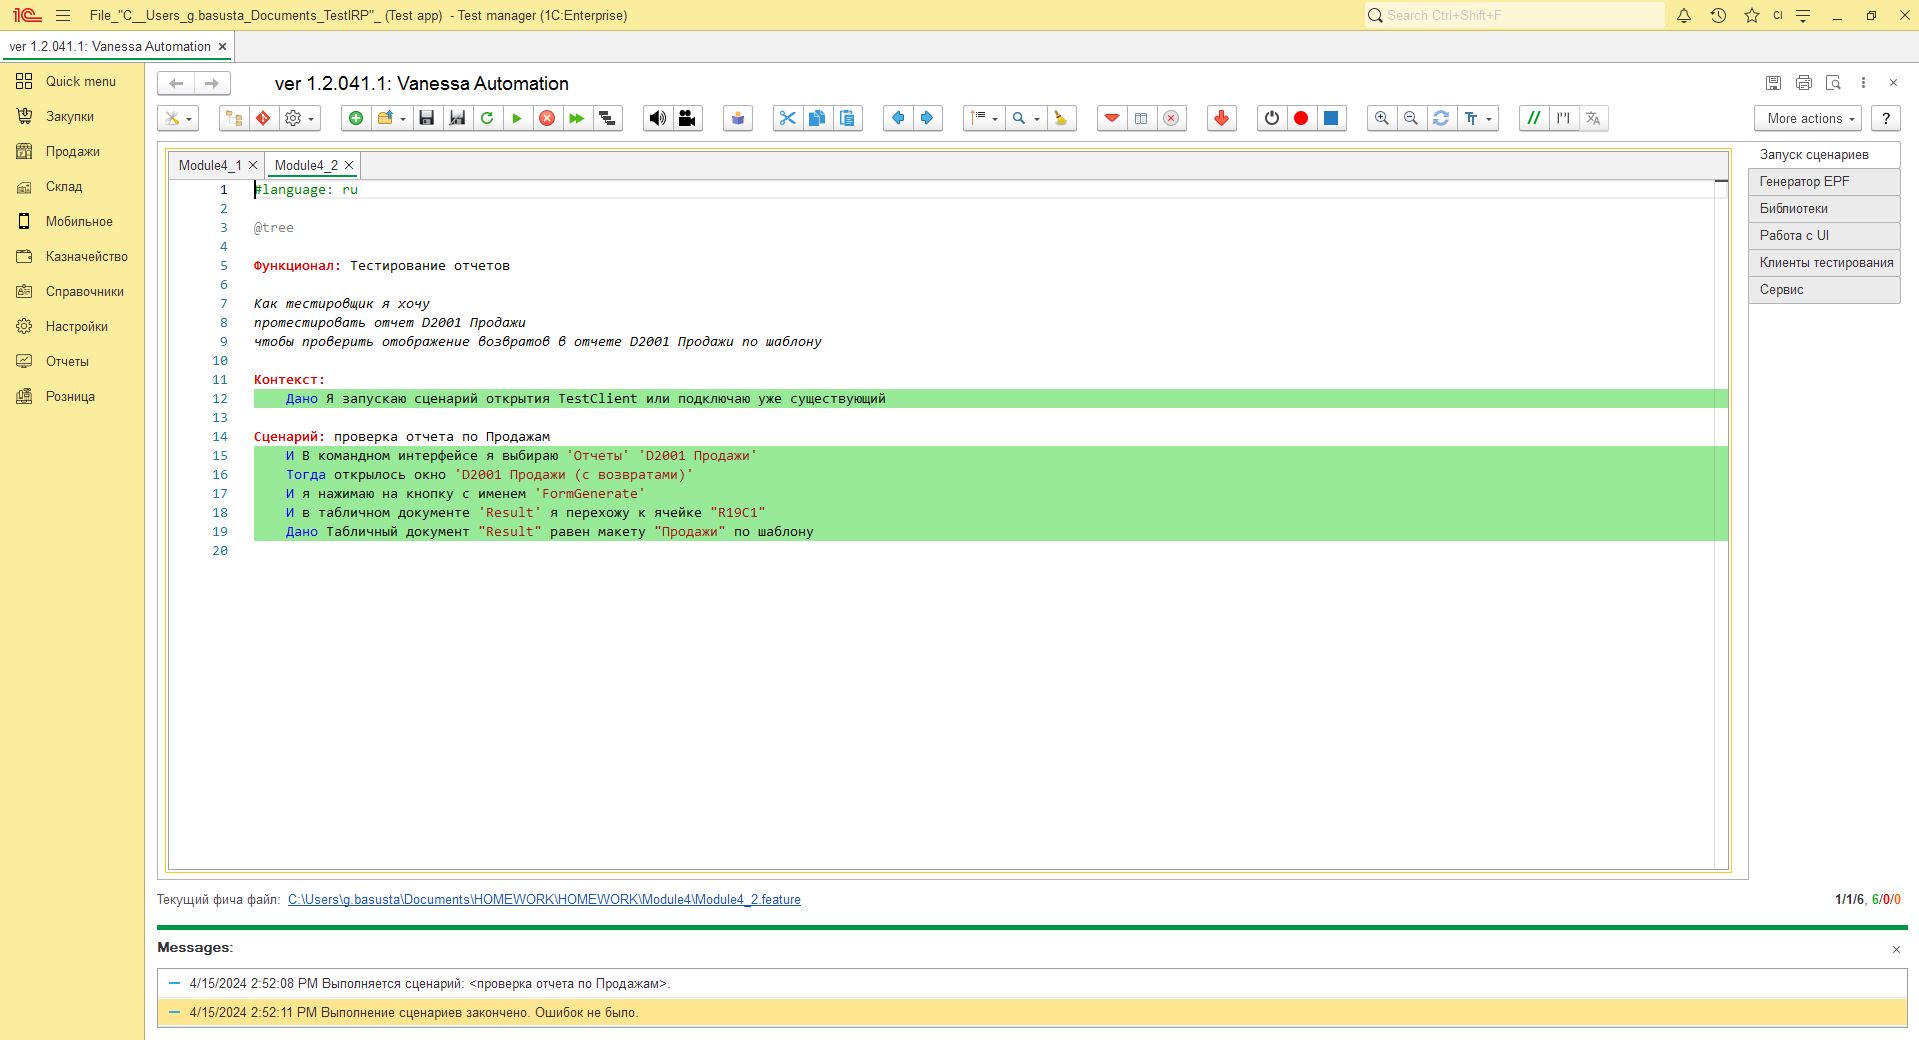 File_"C__Users_g.basusta_Documents_TestIRP"_ (Test app) - Test manager (1C:Enterprise)
Search Ctrl+Shift+F
CI
ver 1.2.041.1: Vanessa Automation
Quick menu
Закупки
Продажи
Склад
Мобильное
Казначейство
Справочники
Настройки
Отчеты
Розница
ver 1.2.041.1: Vanessa Automation
More actions
?
Module4_1
Module4_2
1 #language: ru
2
3 @tree
4
5 Функционал: Тестирование отчетов
6
7 Как тестировщик я хочу
8 протестировать отчет D2001 Продажи
9 чтобы проверить отображение возвратов в отчете D2001 Продажи по шаблону
10
11 Контекст:
12 Дано Я запускаю сценарий открытия TestClient или подключаю уже существующий
13
14 Сценарий: проверка отчета по Продажам
15 И В командном интерфейсе я выбираю 'Отчеты' 'D2001 Продажи'
16 Тогда открылось окно 'D2001 Продажи (с возвратами)'
17 И я нажимаю на кнопку с именем 'FormGenerate'
18 И в табличном документе 'Result' я перехожу к ячейке "R19C1"
19 Дано Табличный документ "Result" равен макету "Продажи" по шаблону
20
Запуск сценариев
Генератор EPF
Библиотеки
Работа с UI
Клиенты тестирования
Сервис
Текущий фича файл: C:\Users\g.basusta\Documents\HOMEWORK\HOMEWORK\Module4\Module4_2.feature
1/1/6, 6/0/0
Messages:
4/15/2024 2:52:08 PM Выполняется сценарий: <проверка отчета по Продажам>.
4/15/2024 2:52:11 PM Выполнение сценариев закончено. Ошибок не было.